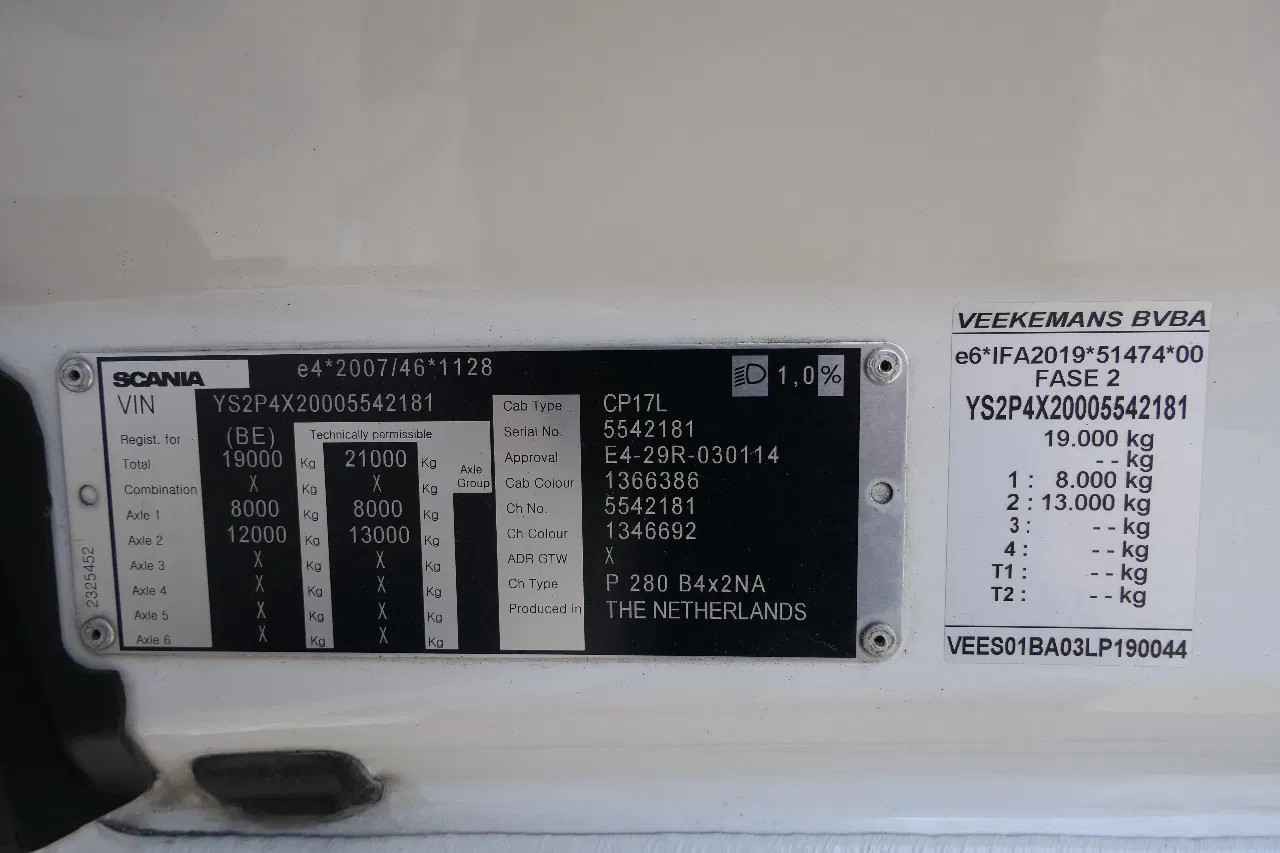 SCANIA e4*2007/46*1128 1,0%
VIN YS2P4X20005542181
Regist. for (BE) Technically permissible
Total 19000 Kg 21000 Kg Axle Group
Combination X Kg X Kg
Axle 1 8000 Kg 8000 Kg
Axle 2 12000 Kg 13000 Kg
Axle 3 X Kg X Kg
Axle 4 X Kg X Kg
Axle 5 X Kg X Kg
Axle 6 X Kg X Kg
2325452
Cab Type CP17L
Serial No. 5542181
Approval E4-29R-030114
Cab Colour 1366386
Ch No. 5542181
Ch Colour 1346692
ADR GTW X
Ch Type P 280 B4x2NA
Produced in THE NETHERLANDS
VEEKEMANS BVBA
e6*IFA2019*51474*00
FASE 2
YS2P4X20005542181
19.000 kg
-- kg
1 : 8.000 kg
2 : 13.000 kg
3 : -- kg
4 : -- kg
T1 : -- kg
T2 : -- kg
VEES01BA03LP190044